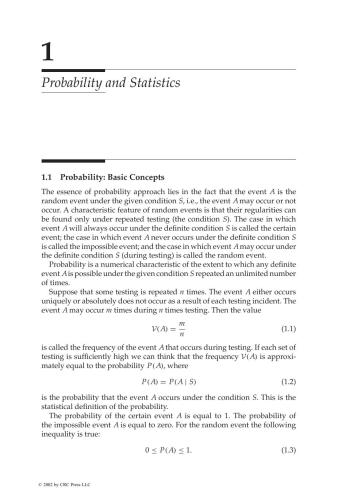 1
Probability and Statistics
1.1 Probability: Basic Concepts
The essence of probability approach lies in the fact that the event A is the
random event under the given condition S, i.e., the event A may occur or not
occur. A characteristic feature of random events is that their regularities can
be found only under repeated testing (the condition S). The case in which
event A will always occur under the definite condition S is called the certain
event; the case in which event A never occurs under the definite condition S
is called the impossible event; and the case in which event A may occur under
the definite condition S (during testing) is called the random event.
Probability is a numerical characteristic of the extent to which any definite
event A is possible under the given condition S repeated an unlimited number
of times.
Suppose that some testing is repeated n times. The event A either occurs
uniquely or absolutely does not occur as a result of each testing incident. The
event A may occur m times during n times testing. Then the value
V(A) = m/n (1.1)
is called the frequency of the event A that occurs during testing. If each set of
testing is sufficiently high we can think that the frequency V(A) is approxi-
mately equal to the probability P(A), where
P(A) = P(A | S) (1.2)
is the probability that the event A occurs under the condition S. This is the
statistical definition of the probability.
The probability of the certain event A is equal to 1. The probability of
the impossible event A is equal to zero. For the random event the following
inequality is true:
0 ≤ P(A) ≤ 1. (1.3)
© 2002 by CRC Press LLC